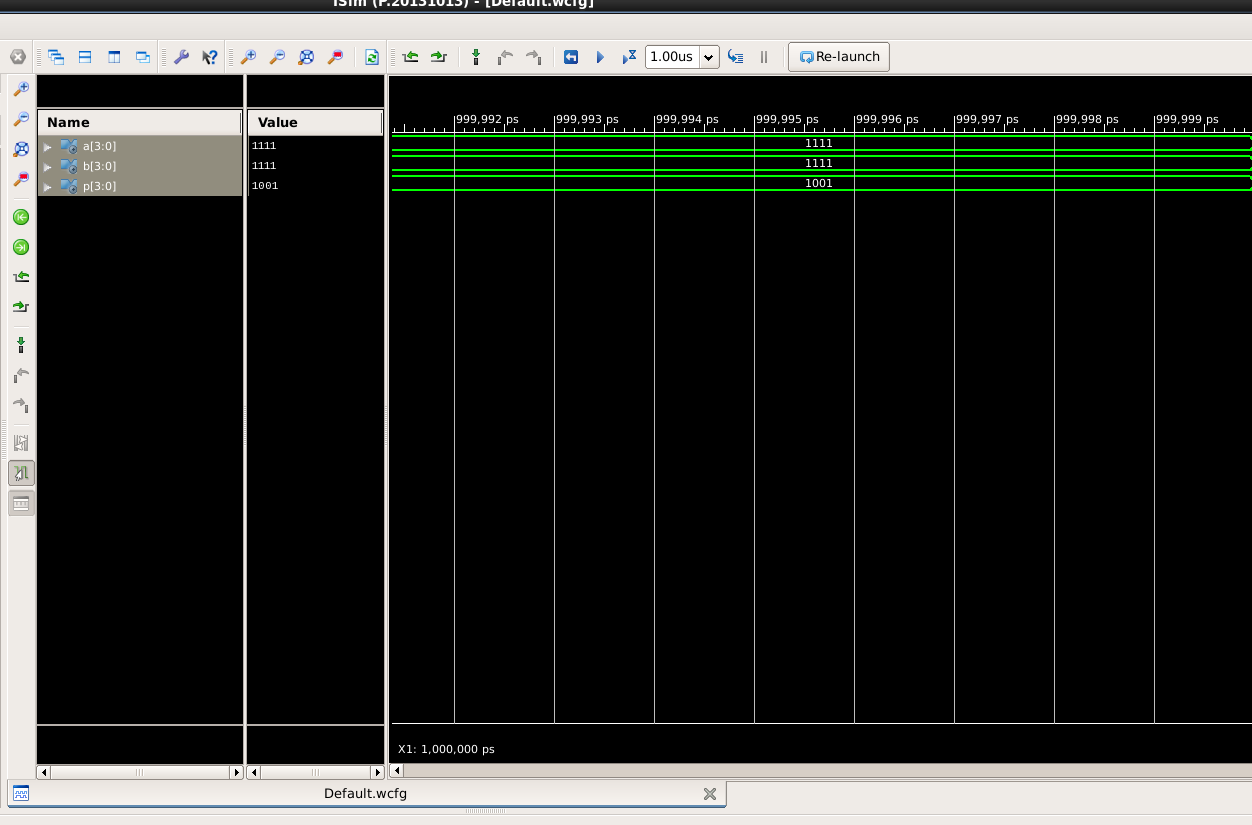 ISim (P.20131013) - [Default.wcfg]
1.00us
Re-launch
999,992 ps 999,993 ps 999,994 ps 999,995 ps 999,996 ps 999,997 ps 999,998 ps 999,999 ps
Name Value
a[3:0] 1111 1111
b[3:0] 1111 1111
p[3:0] 1001 1001
X1: 1,000,000 ps
Default.wcfg